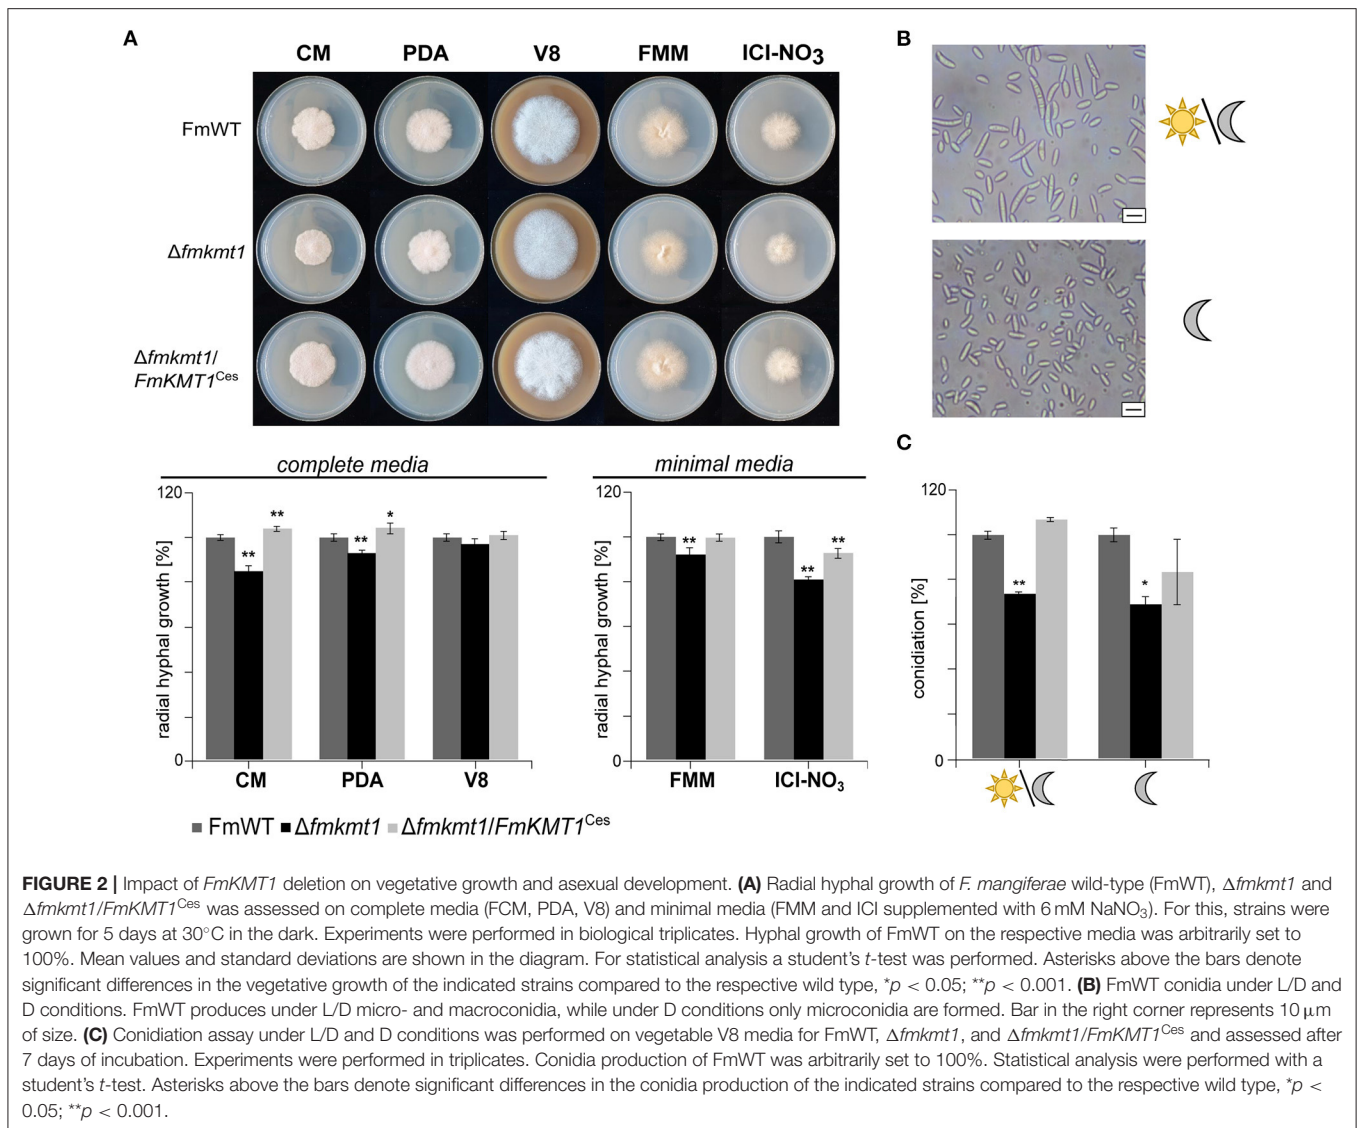 A
CM PDA V8 FMM ICI-NO3
FmWT
Δfmkmt1
Δfmkmt1/
FmKMT1Ces
B
complete media
120
radial hyphal growth [%]
0
CM PDA V8
** ** ** *
minimal media
120
radial hyphal growth [%]
0
FMM ICI-NO3
** ** **
C
120
conidiation [%]
0
** *
FmWT Δfmkmt1 Δfmkmt1/FmKMT1Ces
FIGURE 2 | Impact of FmKMT1 deletion on vegetative growth and asexual development. (A) Radial hyphal growth of F. mangiferae wild-type (FmWT), Δfmkmt1 and
Δfmkmt1/FmKMT1Ces was assessed on complete media (FCM, PDA, V8) and minimal media (FMM and ICI supplemented with 6 mM NaNO3). For this, strains were
grown for 5 days at 30°C in the dark. Experiments were performed in biological triplicates. Hyphal growth of FmWT on the respective media was arbitrarily set to
100%. Mean values and standard deviations are shown in the diagram. For statistical analysis a student's t-test was performed. Asterisks above the bars denote
significant differences in the vegetative growth of the indicated strains compared to the respective wild type, *p < 0.05; **p < 0.001. (B) FmWT conidia under L/D and
D conditions. FmWT produces under L/D micro- and macroconidia, while under D conditions only microconidia are formed. Bar in the right corner represents 10 μm
of size. (C) Conidiation assay under L/D and D conditions was performed on vegetable V8 media for FmWT, Δfmkmt1, and Δfmkmt1/FmKMT1Ces and assessed after
7 days of incubation. Experiments were performed in triplicates. Conidia production of FmWT was arbitrarily set to 100%. Statistical analysis were performed with a
student's t-test. Asterisks above the bars denote significant differences in the conidia production of the indicated strains compared to the respective wild type, *p <
0.05; **p < 0.001.